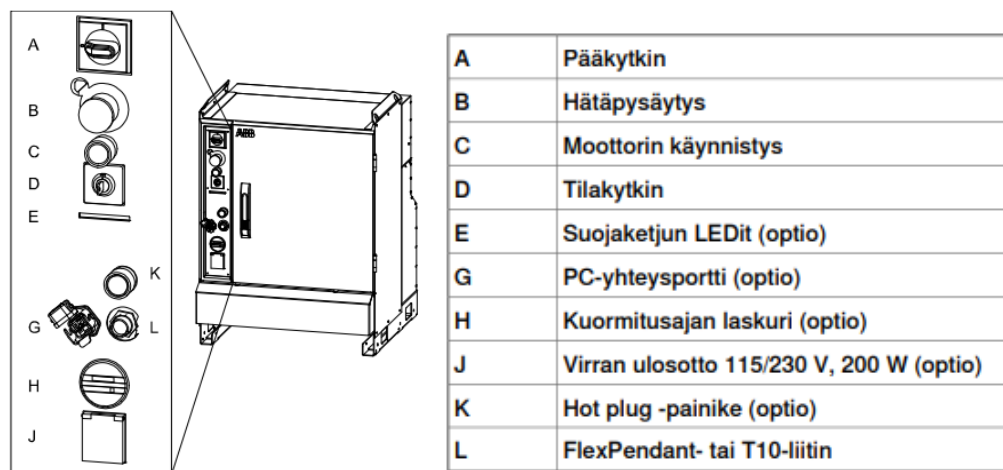 A
B
C
D
E
K
G
L
H
J
ABB
A Pääkytkin
B Hätäpysäytys
C Moottorin käynnistys
D Tilakytkin
E Suojaketjun LEDit (optio)
G PC-yhteysportti (optio)
H Kuormitusajan laskuri (optio)
J Virran ulosotto 115/230 V, 200 W (optio)
K Hot plug -painike (optio)
L FlexPendant- tai T10-liitin